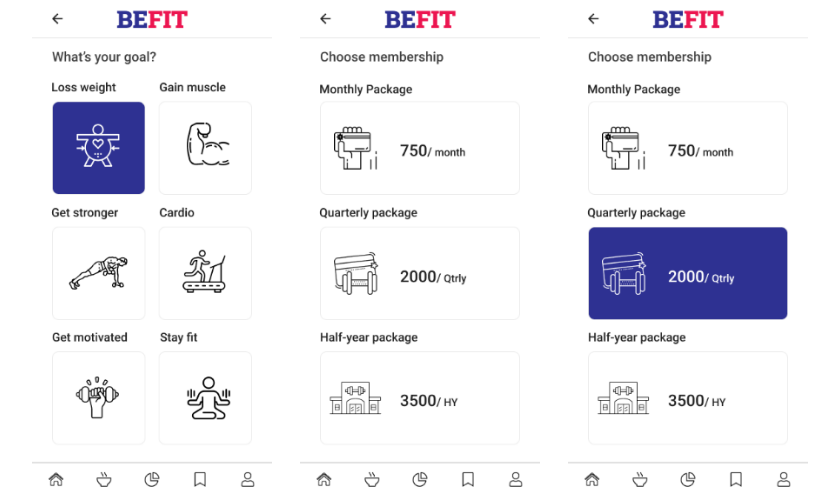 BEFIT
What's your goal?
Loss weight
Gain muscle
Get stronger
Cardio
Get motivated
Stay fit
BEFIT
Choose membership
Monthly Package
750/ month
Quarterly package
2000/ Qtrly
Half-year package
3500/ HY
BEFIT
Choose membership
Monthly Package
750/ month
Quarterly package
2000/ Qtrly
Half-year package
3500/ HY